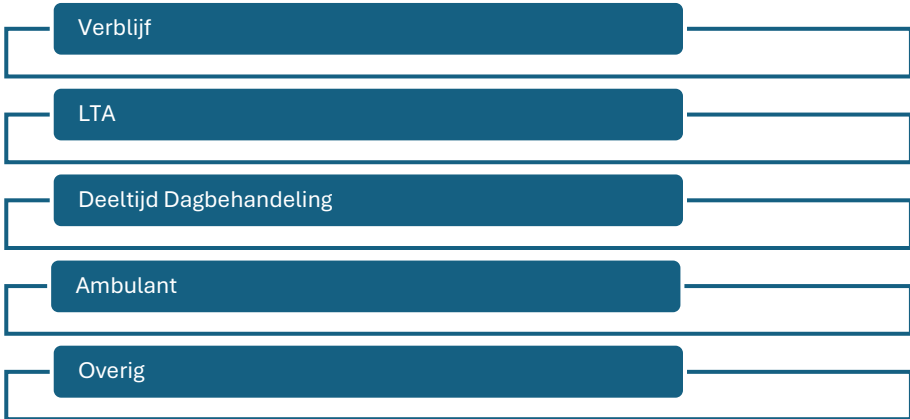 Verblijf
LTA
Deeltijd Dagbehandeling
Ambulant
Overig